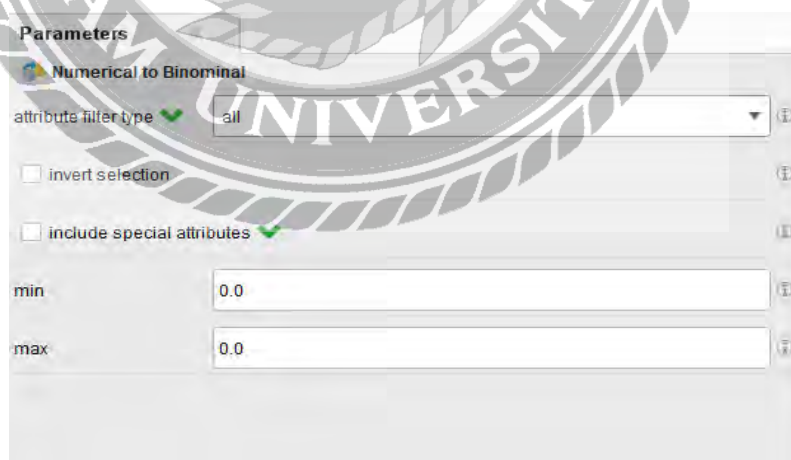 Parameters
Numerical to Binominal
attribute filter type all
invert selection
include special attributes
min 0.0
max 0.0
UNIVERSIT